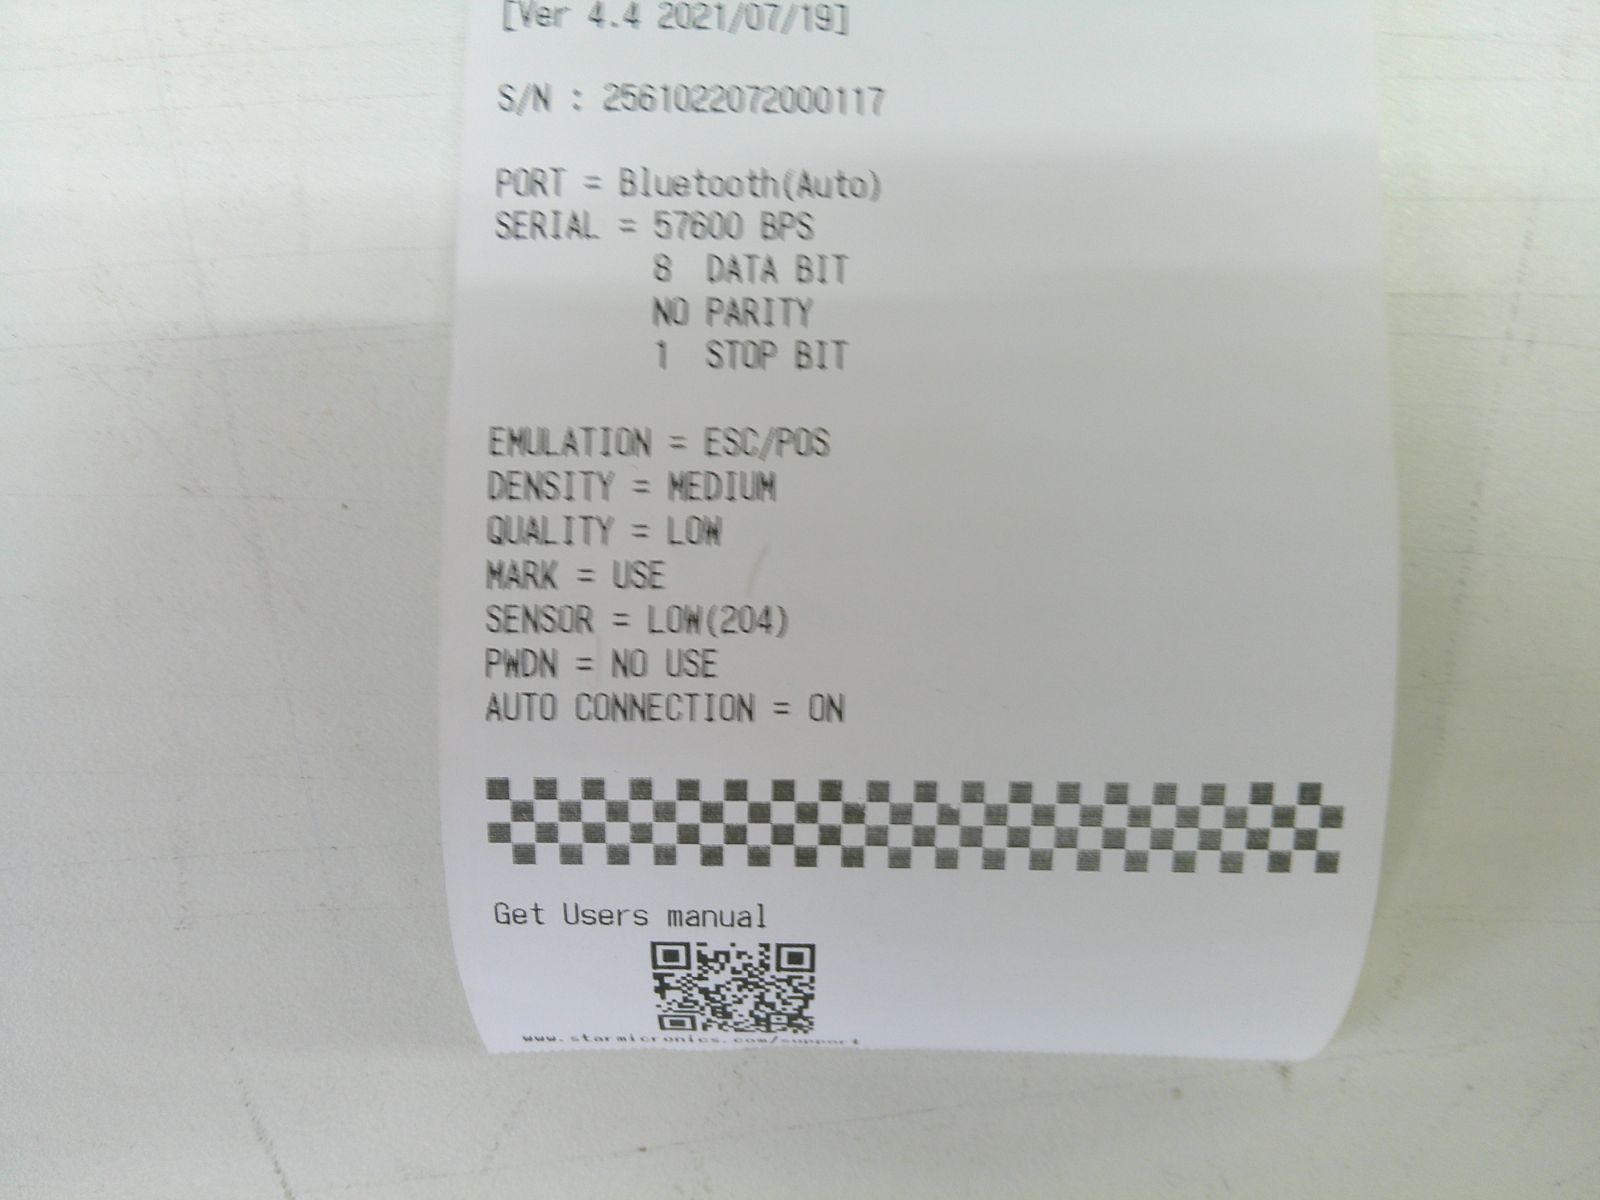 [Ver 4.4 2021/07/19]
S/N : 2561022072000117
PORT = Bluetooth(Auto)
SERIAL = 57600 BPS
8 DATA BIT
NO PARITY
1 STOP BIT
EMULATION = ESC/POS
DENSITY = MEDIUM
QUALITY = LOW
MARK = USE
SENSOR = LOW(204)
PWDN = NO USE
AUTO CONNECTION = ON
Get Users manual
www.starmicronics.com/support